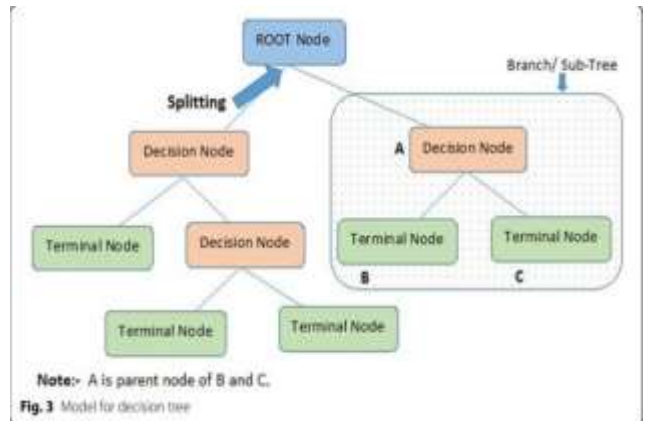 ROOT Node
Branch/ Sub-Tree
Splitting
Decision Node
A Decision Node
Terminal Node
Decision Node
Terminal Node
Terminal Node
B
C
Terminal Node
Terminal Node
Note:- A is parent node of B and C.
Fig. 3 Model for decision tree